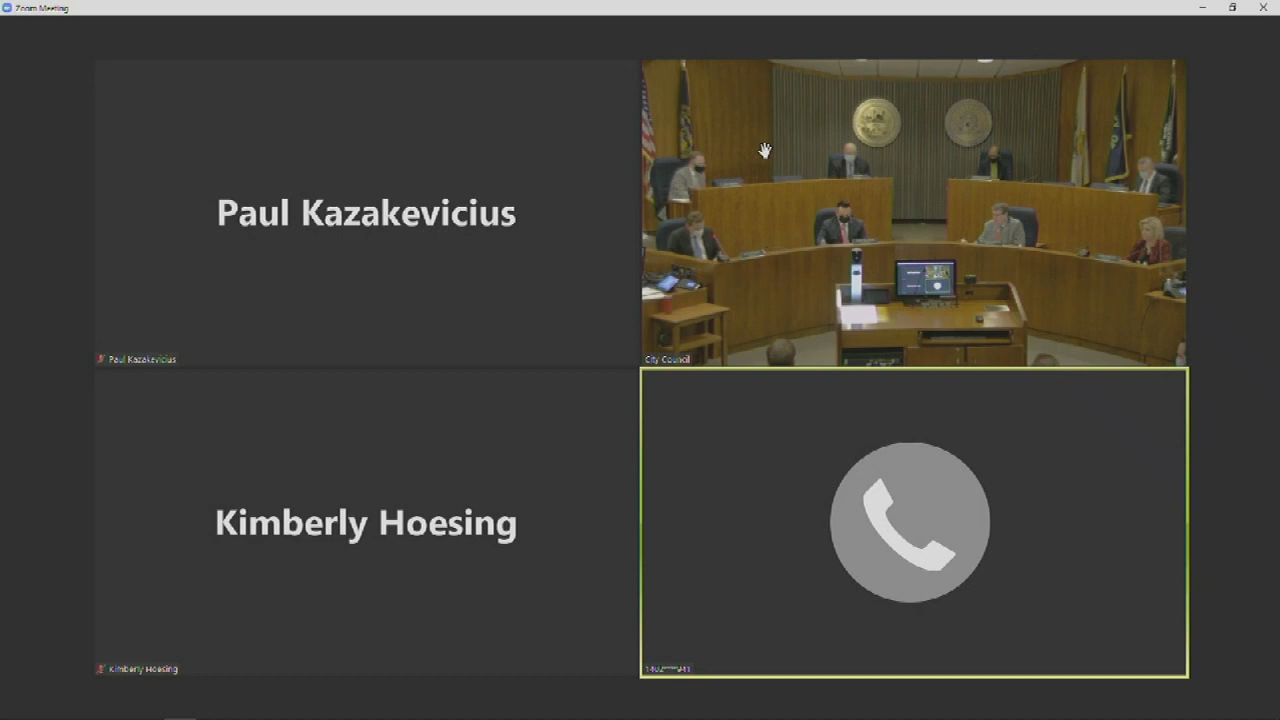 Zoom Meeting
Paul Kazakevicius
Paul Kazakevicius
City Council
Kimberly Hoesing
Kimberly Hoesing